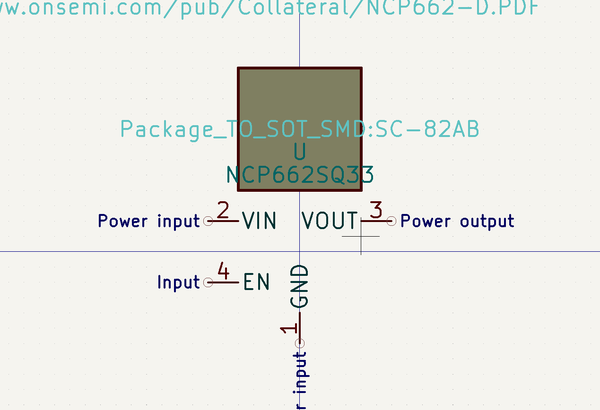 ww.onsemi.com/pub/Collateral/NCP662-D.PDF
Package_TO_SOT_SMD:SC-82AB
U
NCP662SQ33
Power input 2 VIN VOUT 3 Power output
Input 4 EN
GND
1
r input